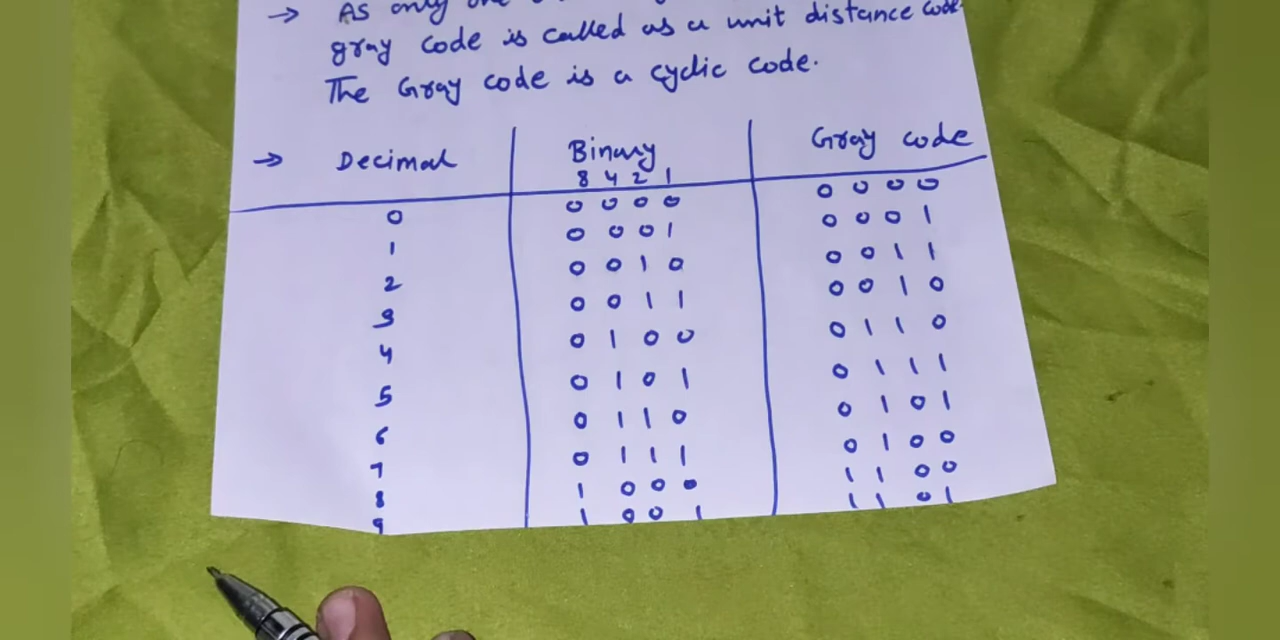 → As only one
gray code is called as a unit distance code.
The Gray code is a cyclic code.
→ Decimal Binary Gray code
8 4 2 1
0 0 0 0 0 0 0 0 0
1 0 0 0 1 0 0 0 1
2 0 0 1 0 0 0 1 1
3 0 0 1 1 0 0 1 0
4 0 1 0 0 0 1 1 0
5 0 1 0 1 0 1 1 1
6 0 1 1 0 0 1 0 1
7 0 1 1 1 0 1 0 0
8 1 0 0 0 1 1 0 0
9 1 0 0 1 1 1 0 1